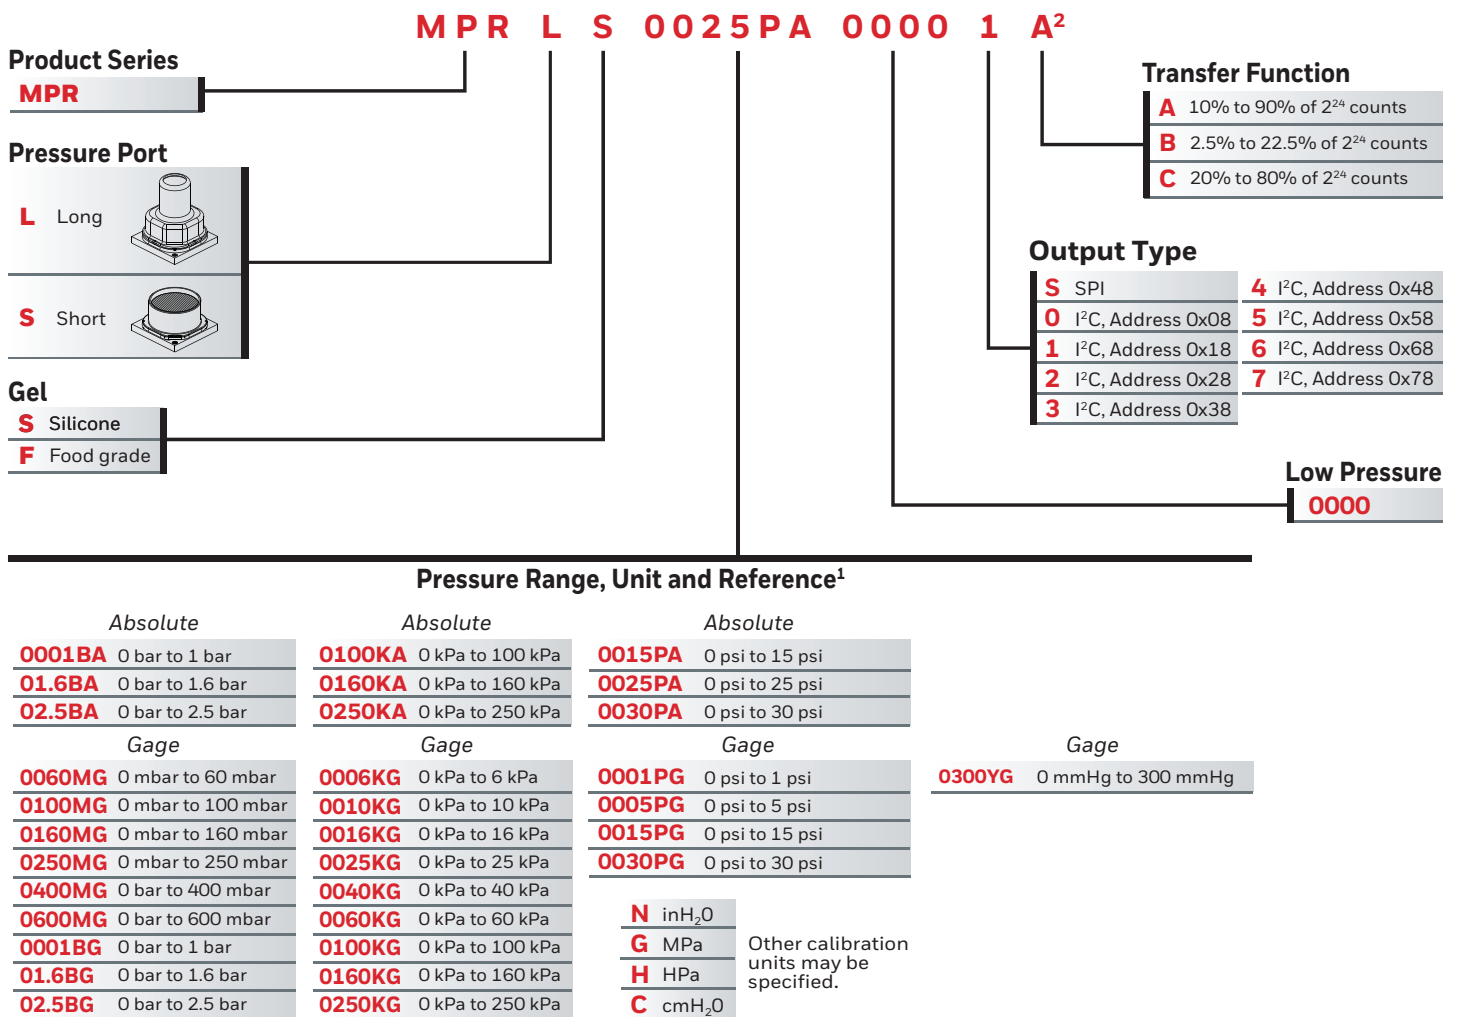 MPR L S 0025PA 0000 1 A²
Product Series
MPR
Pressure Port
L Long
S Short
Gel
S Silicone
F Food grade
Transfer Function
A 10% to 90% of 2²⁴ counts
B 2.5% to 22.5% of 2²⁴ counts
C 20% to 80% of 2²⁴ counts
Output Type
S SPI
0 I²C, Address 0x08
1 I²C, Address 0x18
2 I²C, Address 0x28
3 I²C, Address 0x38
4 I²C, Address 0x48
5 I²C, Address 0x58
6 I²C, Address 0x68
7 I²C, Address 0x78
Low Pressure
0000
Pressure Range, Unit and Reference¹
Absolute
0001BA 0 bar to 1 bar
01.6BA 0 bar to 1.6 bar
02.5BA 0 bar to 2.5 bar
Gage
0060MG 0 mbar to 60 mbar
0100MG 0 mbar to 100 mbar
0160MG 0 mbar to 160 mbar
0250MG 0 mbar to 250 mbar
0400MG 0 bar to 400 mbar
0600MG 0 bar to 600 mbar
0001BG 0 bar to 1 bar
01.6BG 0 bar to 1.6 bar
02.5BG 0 bar to 2.5 bar
Absolute
0100KA 0 kPa to 100 kPa
0160KA 0 kPa to 160 kPa
0250KA 0 kPa to 250 kPa
Gage
0006KG 0 kPa to 6 kPa
0010KG 0 kPa to 10 kPa
0016KG 0 kPa to 16 kPa
0025KG 0 kPa to 25 kPa
0040KG 0 kPa to 40 kPa
0060KG 0 kPa to 60 kPa
0100KG 0 kPa to 100 kPa
0160KG 0 kPa to 160 kPa
0250KG 0 kPa to 250 kPa
Absolute
0015PA 0 psi to 15 psi
0025PA 0 psi to 25 psi
0030PA 0 psi to 30 psi
Gage
0001PG 0 psi to 1 psi
0005PG 0 psi to 5 psi
0015PG 0 psi to 15 psi
0030PG 0 psi to 30 psi
N inH₂0
G MPa
H HPa
C cmH₂0
Other calibration
units may be
specified.
Gage
0300YG 0 mmHg to 300 mmHg